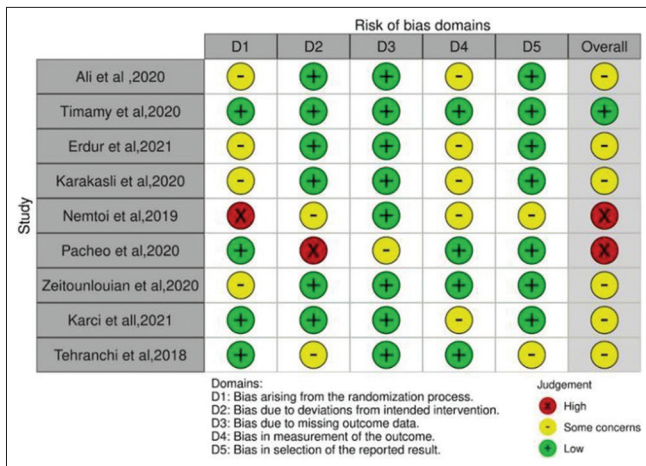 Risk of bias domains
D1 D2 D3 D4 D5 Overall
Study
Ali et al ,2020 - + + - + -
Timamy et al,2020 + + + + + +
Erdur et al,2021 - + + - + -
Karakasli et al,2020 - + + - + -
Nemtoi et al,2019 X - + - - X
Pacheo et al,2020 + X - + + X
Zeitounlouian et al,2020 - + + + + -
Karci etall,2021 + + + - + -
Tehranchi et al,2018 + - + + - -
Domains:
D1: Bias arising from the randomization process.
D2: Bias due to deviations from intended intervention.
D3: Bias due to missing outcome data.
D4: Bias in measurement of the outcome.
D5: Bias in selection of the reported result.
Judgement
X High
- Some concerns
+ Low